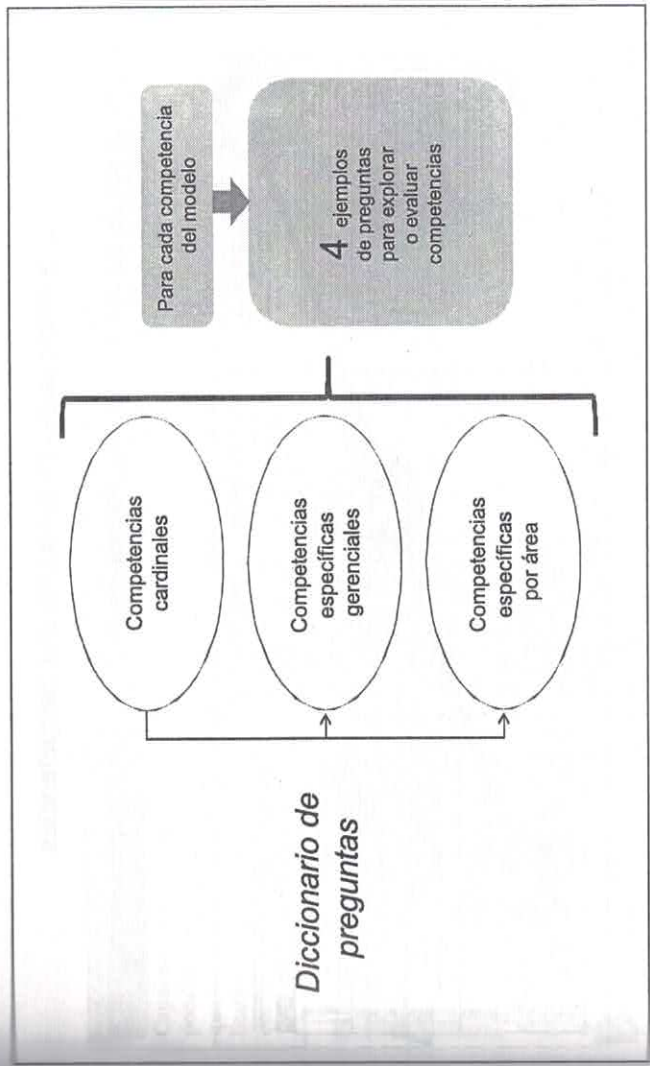 Diccionario de
preguntas
Competencias
cardinales
Competencias
específicas
gerenciales
Competencias
específicas
por área
Para cada competencia
del modelo
4 ejemplos
de preguntas
para explorar
o evaluar
competencias